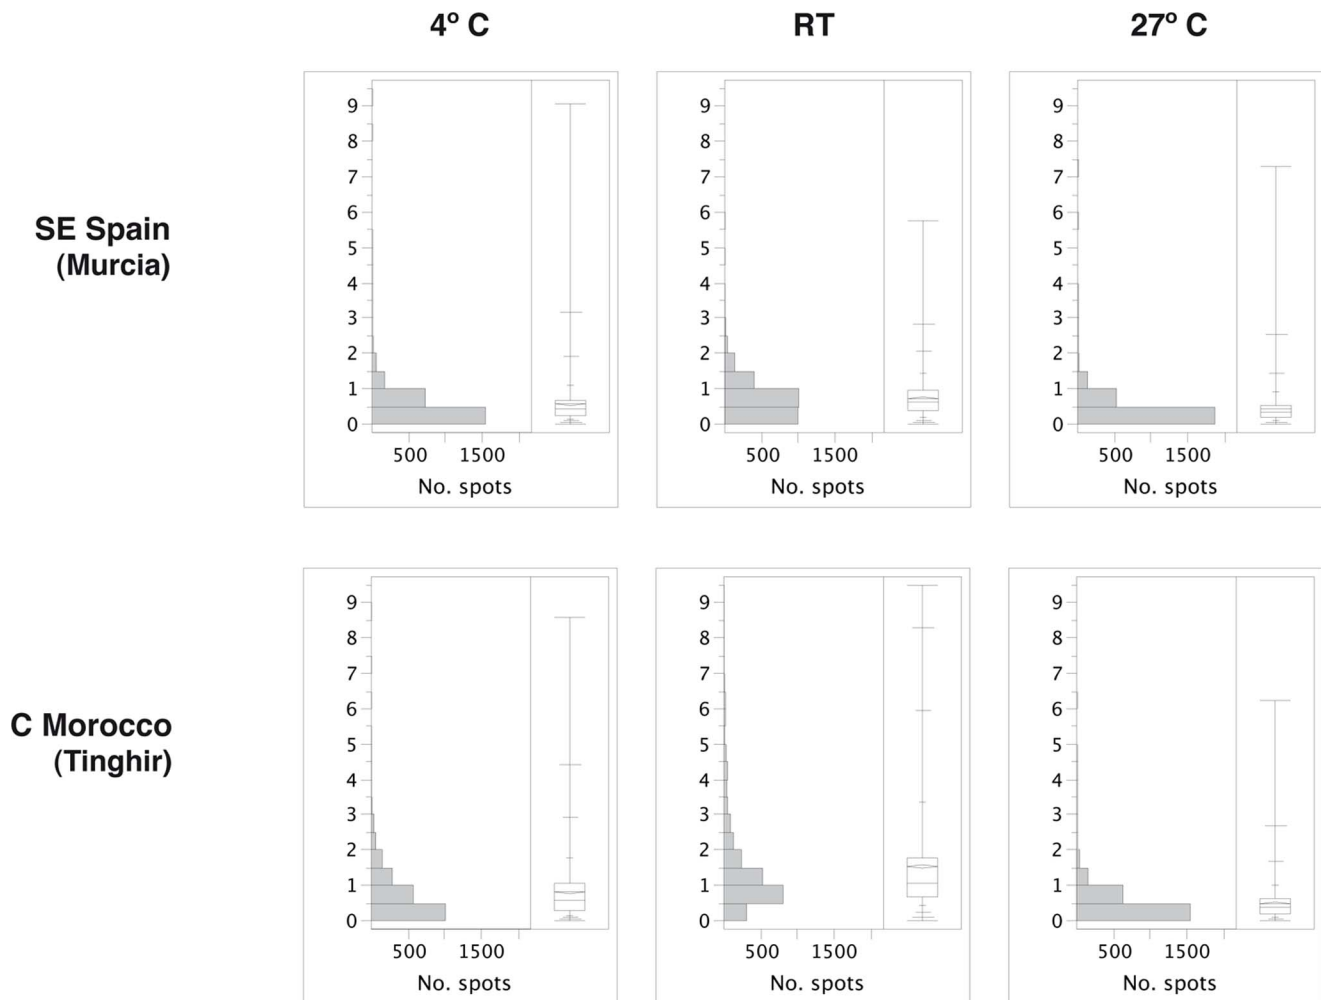 4º C RT 27º C
SE Spain
(Murcia)
9 9 9
8 8 8
7 7 7
6 6 6
5 5 5
4 4 4
3 3 3
2 2 2
1 1 1
0 0 0
500 1500 500 1500 500 1500
No. spots No. spots No. spots
C Morocco
(Tinghir)
9 9 9
8 8 8
7 7 7
6 6 6
5 5 5
4 4 4
3 3 3
2 2 2
1 1 1
0 0 0
500 1500 500 1500 500 1500
No. spots No. spots No. spots